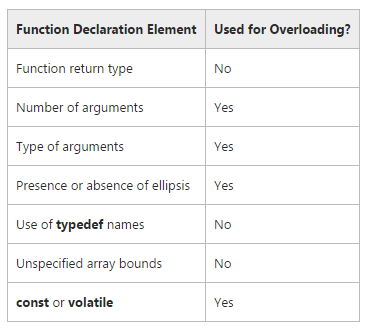 Function Declaration Element Used for Overloading?
Function return type No
Number of arguments Yes
Type of arguments Yes
Presence or absence of ellipsis Yes
Use of typedef names No
Unspecified array bounds No
const or volatile Yes